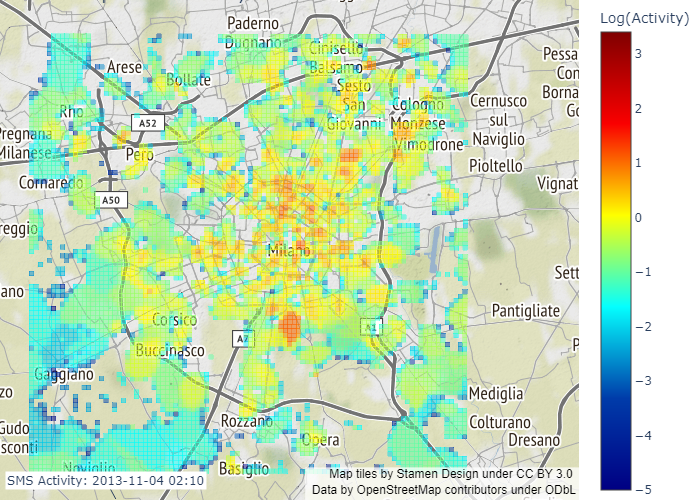 Log(Activity)
3
2
1
0
−1
−2
−3
−4
−5
Paderno
Dugnano
Cinisello
Balsamo
Sesto
San
Giovanni
Arese
Bollate
Rho
A52
Pregnana
Milanese
Pero
Cornaredo
A50
Cologno
Monzese
Vimodrone
Cernusco
sul
Naviglio
Pioltello
Pessa
Con
Borna
Go
Vignat
reggio
Milano
Sett
ano
Pantigliate
Corsico
A7
A1
Buccinasco
P
Gaggiano
zo
Mediglia
Rozzano
Colturano
Gudo
Opera
Dresano
sconti
Noviglio
Basiglio
SMS Activity: 2013-11-04 02:10
Map tiles by Stamen Design under CC BY 3.0
Data by OpenStreetMap contributors under ODbL